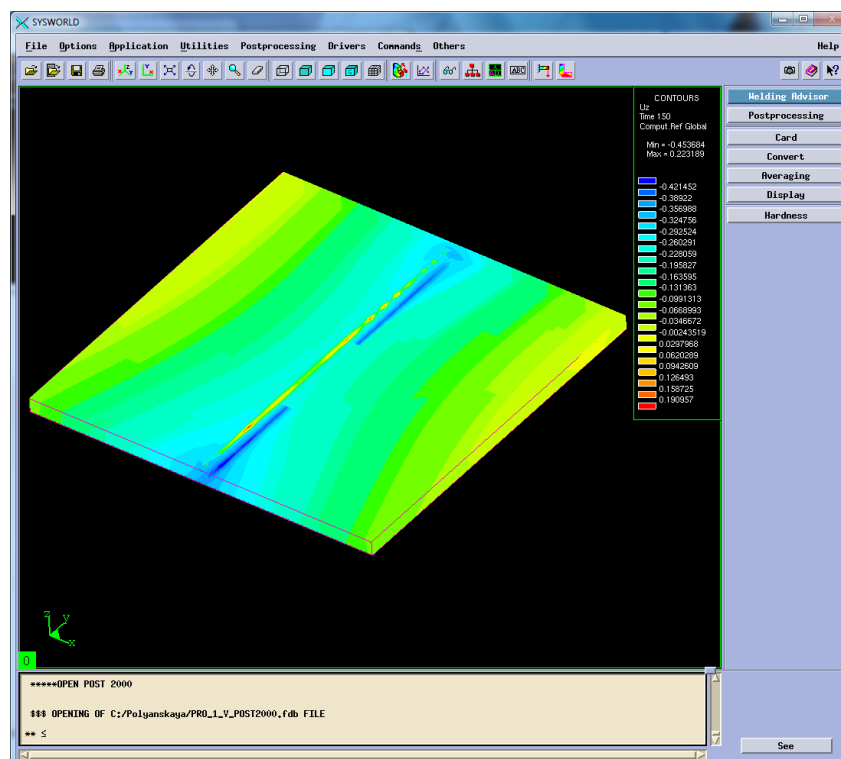 SYSWORLD
File Options Application Utilities Postprocessing Drivers Commands Others Help
ABC
CONTOURS
Uz
Time 150
Comput.Ref Global
Min = -0.453684
Max = 0.223189
-0.421452
-0.38922
-0.356988
-0.324756
-0.292524
-0.260291
-0.228059
-0.195827
-0.163595
-0.131363
-0.0991313
-0.0668993
-0.0346672
-0.00243519
0.0297968
0.0620289
0.0942609
0.126493
0.158725
0.190957
Welding Advisor
Postprocessing
Card
Convert
Averaging
Display
Hardness
z
y
x
0
*****OPEN POST 2000
$$$ OPENING OF C:/Polyanskaya/PRO_1_V_POST2000.fdb FILE
** ≤
See